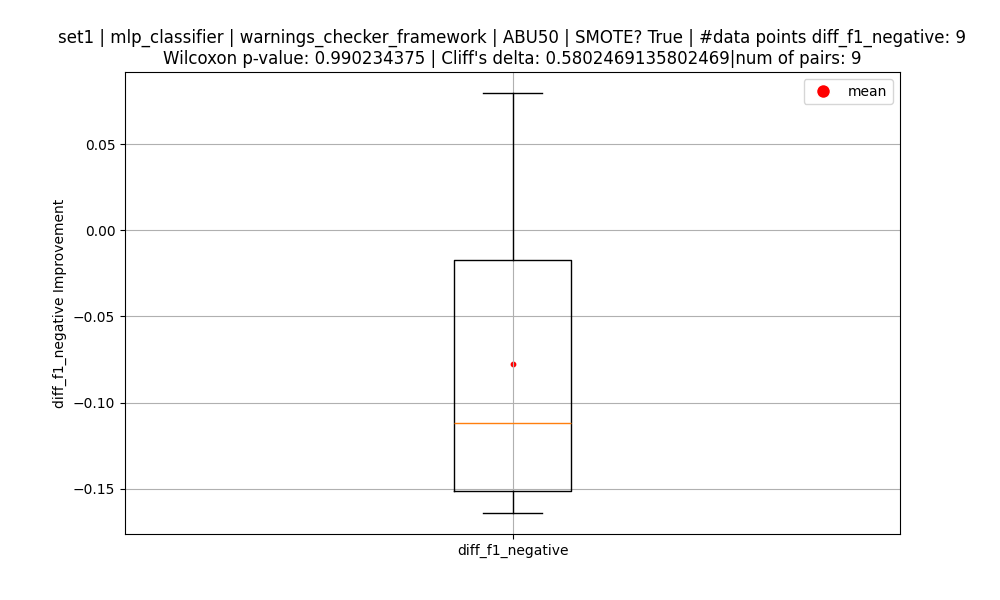 set1 | mlp_classifier | warnings_checker_framework | ABU50 | SMOTE? True | #data points diff_f1_negative: 9
Wilcoxon p-value: 0.990234375 | Cliff's delta: 0.5802469135802469|num of pairs: 9
mean
0.05
0.00
−0.05
−0.10
−0.15
diff_f1_negative Improvement
diff_f1_negative